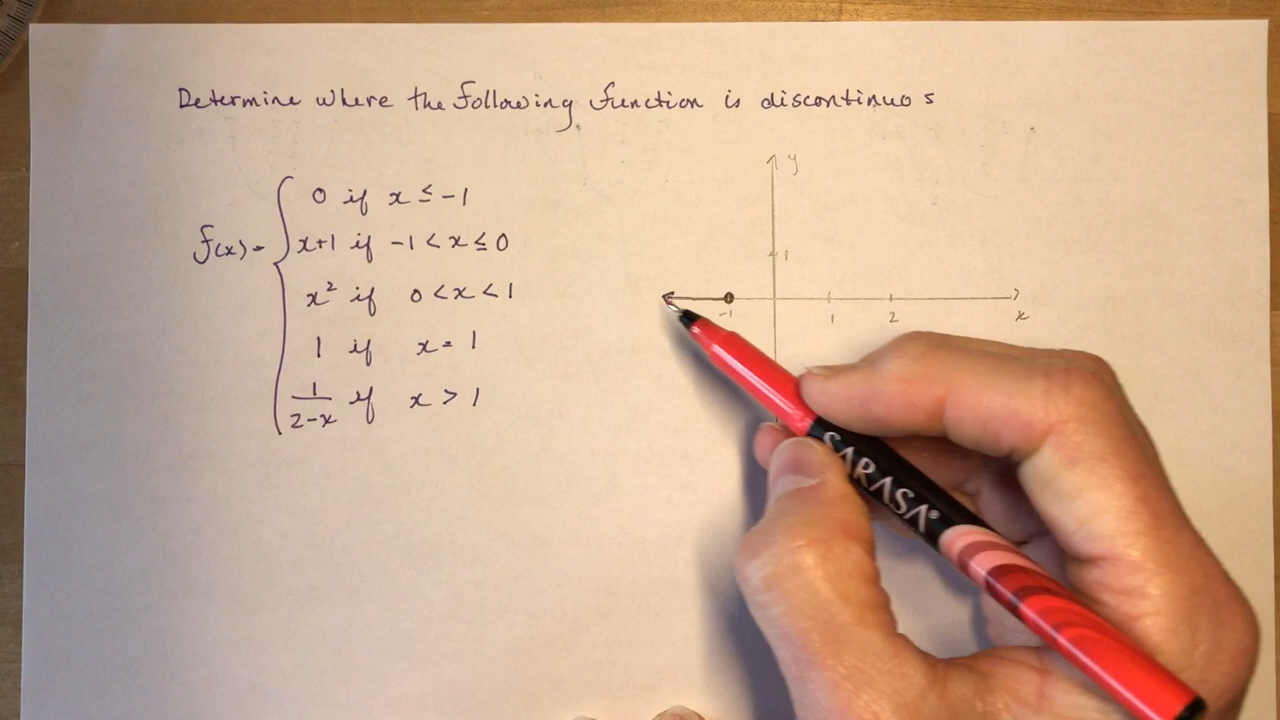 Determine where the following function is discontinuos
f(x) =
0 if x ≤ -1
x+1 if -1 < x ≤ 0
x² if 0 < x < 1
1 if x = 1
1/2-x if x > 1
y
1
-1 1 2 x
SARASA®